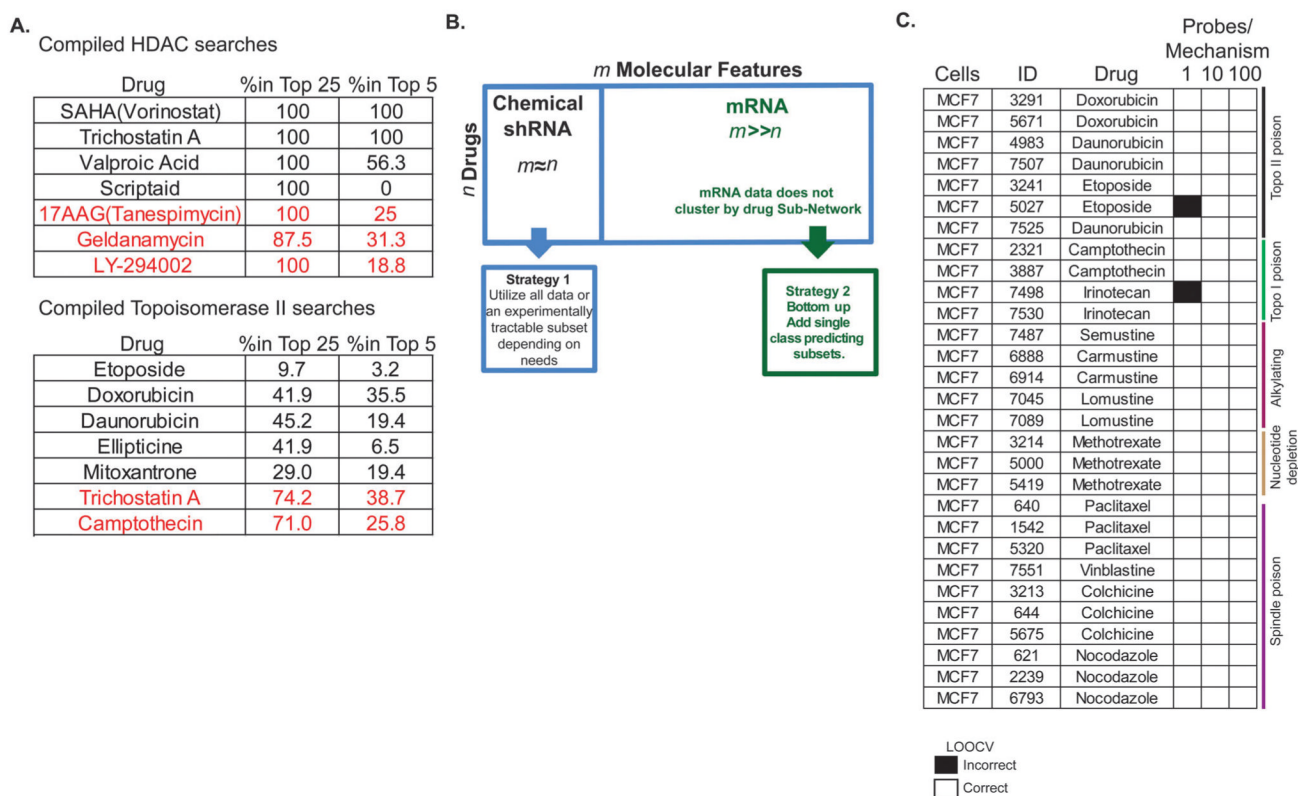 A.
Compiled HDAC searches
Drug %in Top 25 %in Top 5
SAHA(Vorinostat) 100 100
Trichostatin A 100 100
Valproic Acid 100 56.3
Scriptaid 100 0
17AAG(Tanespimycin) 100 25
Geldanamycin 87.5 31.3
LY-294002 100 18.8
Compiled Topoisomerase II searches
Drug %in Top 25 %in Top 5
Etoposide 9.7 3.2
Doxorubicin 41.9 35.5
Daunorubicin 45.2 19.4
Ellipticine 41.9 6.5
Mitoxantrone 29.0 19.4
Trichostatin A 74.2 38.7
Camptothecin 71.0 25.8
B.
m Molecular Features
n Drugs
Chemical
shRNA
m≈n
mRNA
m>>n
mRNA data does not
cluster by drug Sub-Network
Strategy 1
Utilize all data or
an experimentally
tractable subset
depending on
needs
Strategy 2
Bottom up
Add single
class predicting
subsets.
C.
Probes/
Mechanism
Cells ID Drug 1 10 100
MCF7 3291 Doxorubicin
MCF7 5671 Doxorubicin
MCF7 4983 Daunorubicin
MCF7 7507 Daunorubicin
MCF7 3241 Etoposide
MCF7 5027 Etoposide
MCF7 7525 Daunorubicin
MCF7 2321 Camptothecin
MCF7 3887 Camptothecin
MCF7 7498 Irinotecan
MCF7 7530 Irinotecan
MCF7 7487 Semustine
MCF7 6888 Carmustine
MCF7 6914 Carmustine
MCF7 7045 Lomustine
MCF7 7089 Lomustine
MCF7 3214 Methotrexate
MCF7 5000 Methotrexate
MCF7 5419 Methotrexate
MCF7 640 Paclitaxel
MCF7 1542 Paclitaxel
MCF7 5320 Paclitaxel
MCF7 7551 Vinblastine
MCF7 3213 Colchicine
MCF7 644 Colchicine
MCF7 5675 Colchicine
MCF7 621 Nocodazole
MCF7 2239 Nocodazole
MCF7 6793 Nocodazole
Topo II poison
Topo I poison
Alkylating
Nucleotide
depletion
Spindle poison
LOOCV
Incorrect
Correct